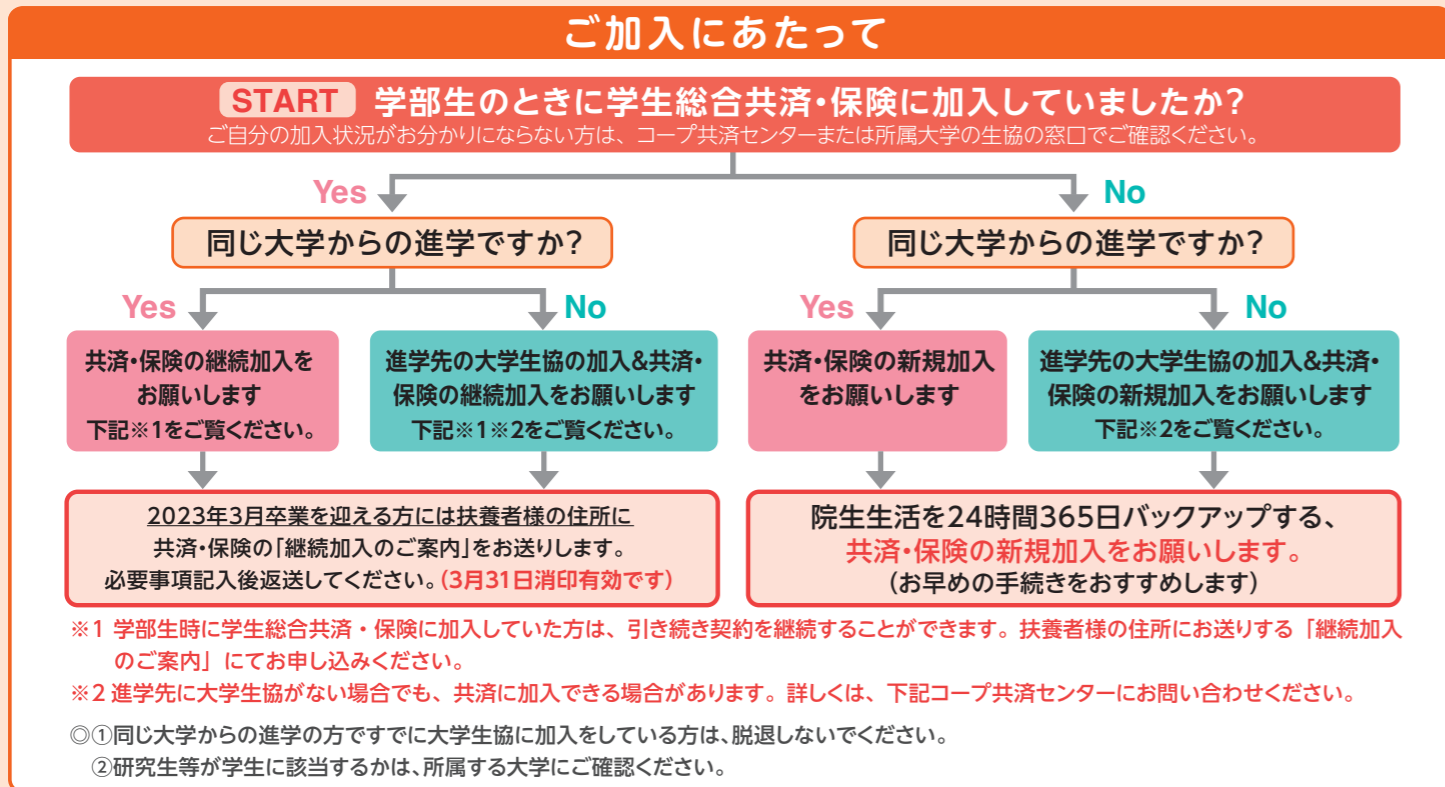 ご加入にあたって
START 学部生のときに学生総合共済・保険に加入していましたか?
ご自分の加入状況がお分かりにならない方は、コープ共済センターまたは所属大学の生協の窓口でご確認ください。
Yes
No
同じ大学からの進学ですか?
同じ大学からの進学ですか?
Yes
No
Yes
No
共済・保険の継続加入を
お願いします
下記※1をご覧ください。
進学先の大学生協の加入&共済・
保険の継続加入をお願いします
下記※1※2をご覧ください。
共済・保険の新規加入
をお願いします
進学先の大学生協の加入&共済・
保険の新規加入をお願いします
下記※2をご覧ください。
2023年3月卒業を迎える方には扶養者様の住所に
共済・保険の「継続加入のご案内」をお送りします。
必要事項記入後返送してください。(3月31日消印有効です)
院生生活を24時間365日バックアップする、
共済・保険の新規加入をお願いします。
(お早めの手続きをおすすめします)
※1 学部生時に学生総合共済・保険に加入していた方は、引き続き契約を継続することができます。扶養者様の住所にお送りする「継続加入
のご案内」にてお申し込みください。
※2 進学先に大学生協がない場合でも、共済に加入できる場合があります。詳しくは、下記コープ共済センターにお問い合わせください。
◎①同じ大学からの進学の方ですでに大学生協に加入をしている方は、脱退しないでください。
②研究生等が学生に該当するかは、所属する大学にご確認ください。